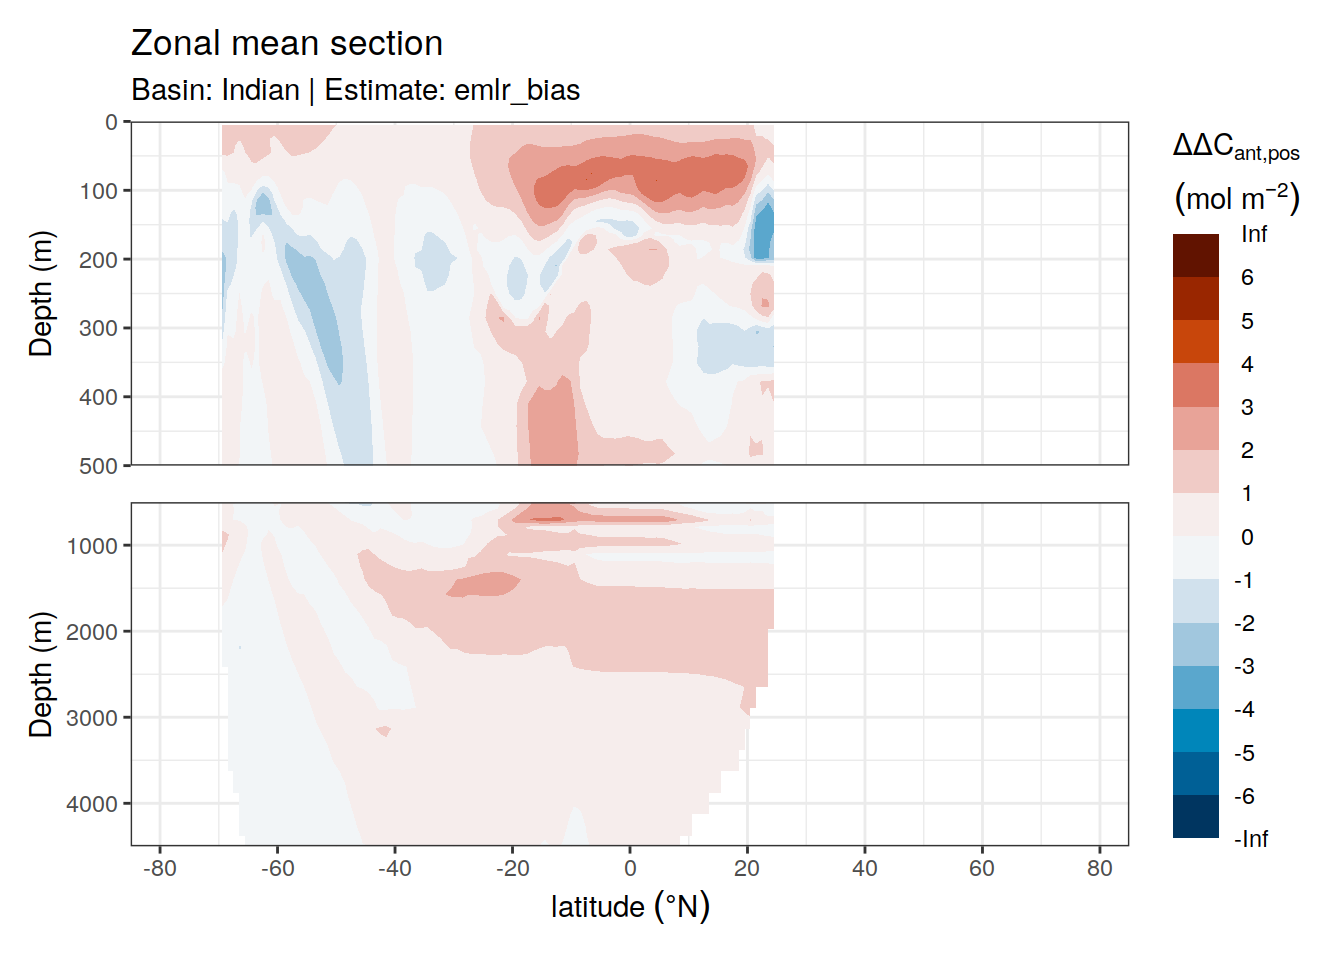 Zonal mean section
Basin: Indian | Estimate: emlr_bias
ΔΔCant,pos
(mol m−2)
Inf
6
5
4
3
2
1
0
-1
-2
-3
-4
-5
-6
-Inf
Depth (m)
0
100
200
300
400
500
Depth (m)
1000
2000
3000
4000
-80 -60 -40 -20 0 20 40 60 80
latitude (°N)